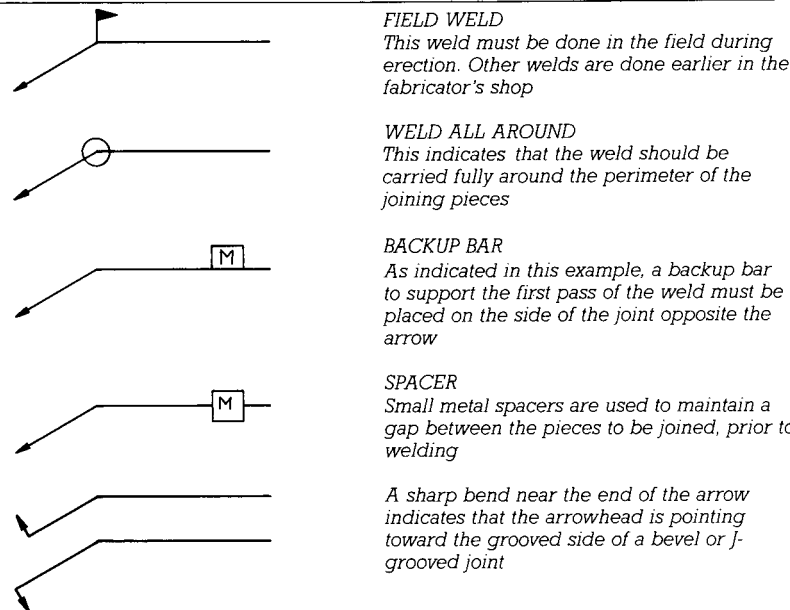 FIELD WELD
This weld must be done in the field during
erection. Other welds are done earlier in the
fabricator's shop
WELD ALL AROUND
This indicates that the weld should be
carried fully around the perimeter of the
joining pieces
M
BACKUP BAR
As indicated in this example, a backup bar
to support the first pass of the weld must be
placed on the side of the joint opposite the
arrow
M
SPACER
Small metal spacers are used to maintain a
gap between the pieces to be joined, prior to
welding
A sharp bend near the end of the arrow
indicates that the arrowhead is pointing
toward the grooved side of a bevel or J-
grooved joint